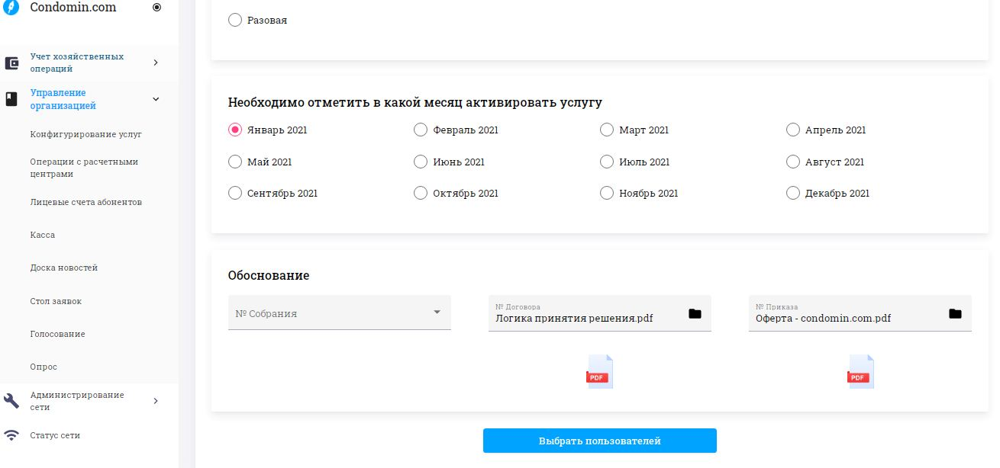 Condomin.com
Учет хозяйственных
операций
Управление
организацией
Конфигурирование услуг
Операции с расчетными
центрами
Лицевые счета абонентов
Касса
Доска новостей
Стол заявок
Голосование
Опрос
Администрирование
сети
Статус сети
Разовая
Необходимо отметить в какой месяц активировать услугу
Январь 2021 Февраль 2021 Март 2021 Апрель 2021
Май 2021 Июнь 2021 Июль 2021 Август 2021
Сентябрь 2021 Октябрь 2021 Ноябрь 2021 Декабрь 2021
Обоснование
№ Собрания
№ Договора
Логика принятия решения.pdf
№ Приказа
Оферта - condomin.com.pdf
PDF PDF
Выбрать пользователей